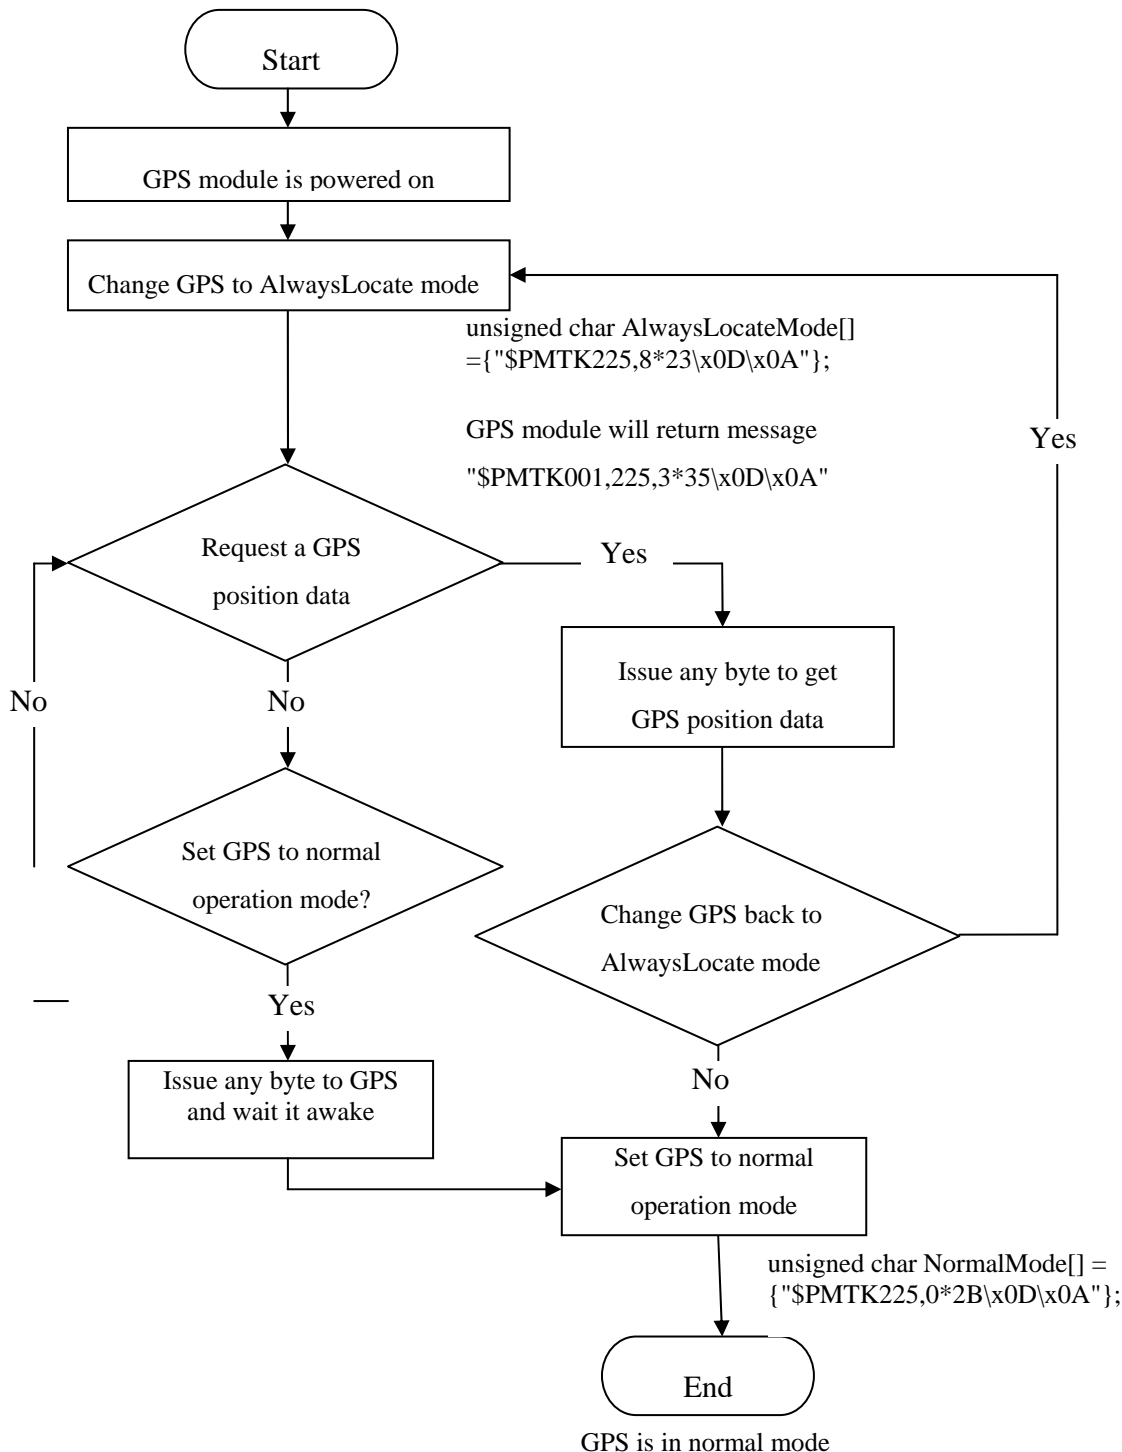 Start
GPS module is powered on
Change GPS to AlwaysLocate mode
unsigned char AlwaysLocateMode[]
={"$PMTK225,8*23\x0D\x0A"};
GPS module will return message
"$PMTK001,225,3*35\x0D\x0A"
Yes
Request a GPS
position data
Yes
Issue any byte to get
GPS position data
No
No
Set GPS to normal
operation mode?
Change GPS back to
AlwaysLocate mode
Yes
Issue any byte to GPS
and wait it awake
No
Set GPS to normal
operation mode
unsigned char NormalMode[] =
{"$PMTK225,0*2B\x0D\x0A"};
End
GPS is in normal mode